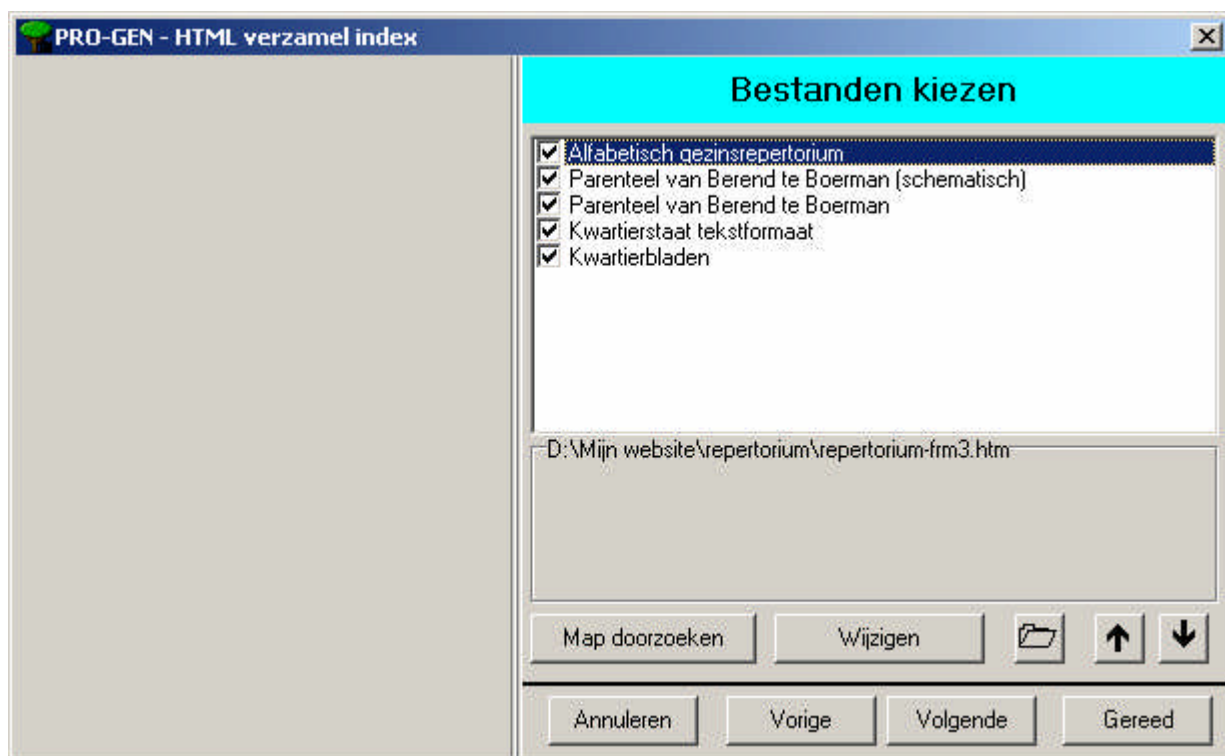 PRO-GEN - HTML verzamel index
Bestanden kiezen
Alfabetisch gezinsrepertorium
Parenteel van Berend te Boerman (schematisch)
Parenteel van Berend te Boerman
Kwartierstaat tekstformaat
Kwartierbladen
D:\Mijn website\repertorium\repertorium-frm3.htm
Map doorzoeken Wijzigen
Annuleren Vorige Volgende Gereed